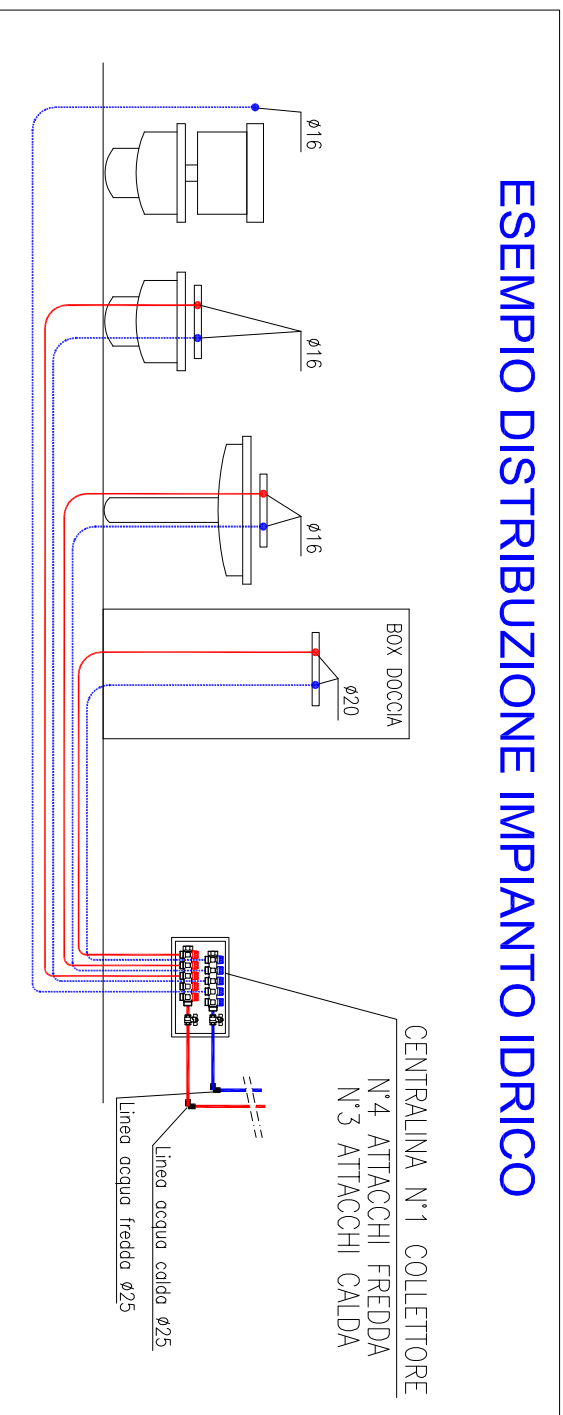 ESEMPIO DISTRIBUZIONE IMPIANTO IDRICO
Ø16
Ø16
Ø16
BOX DOCCIA
Ø20
CENTRALINA N°1 COLLETTORE
N°4 ATTACCHI FREDDA
N°3 ATTACCHI CALDA
Linea acqua calda Ø25
Linea acqua fredda Ø25